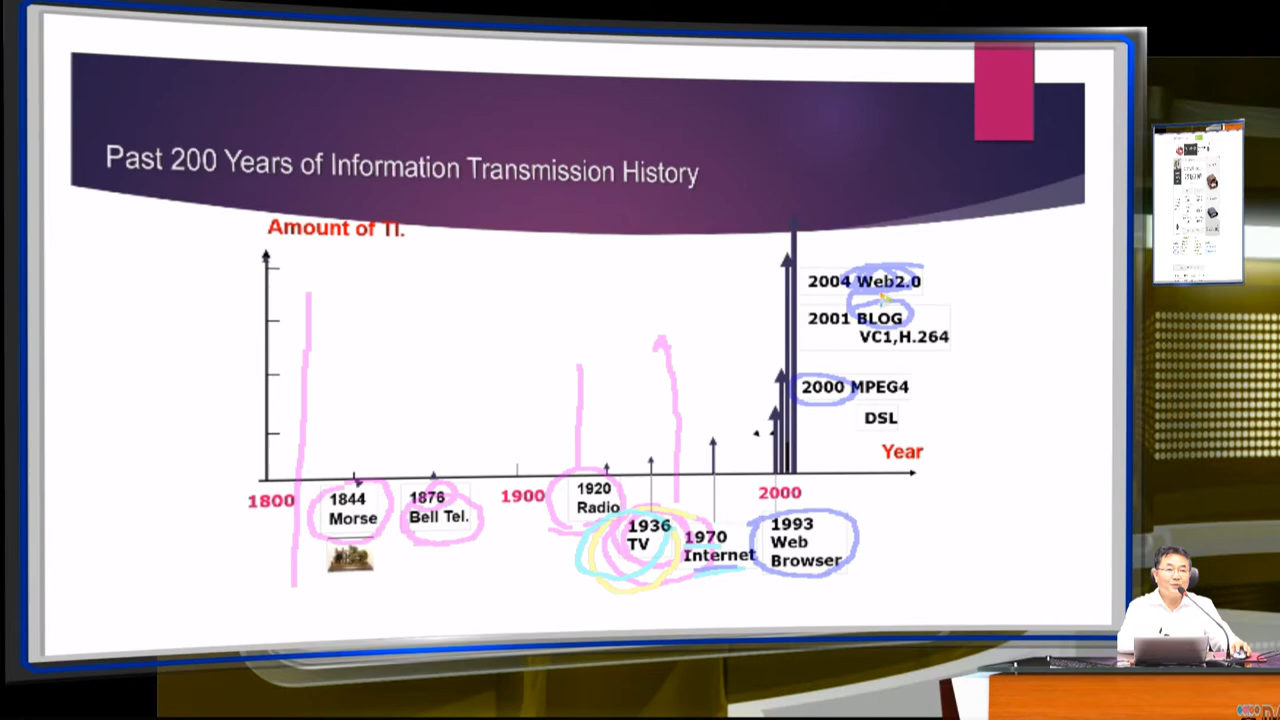 Past 200 Years of Information Transmission History
Amount of TI.
2004 Web2.0
2001 BLOG
VC1,H.264
2000 MPEG4
DSL
Year
1800
1844
Morse
1876
Bell Tel.
1900
1920
Radio
1936
TV
1970
Internet
2000
1993
Web
Browser